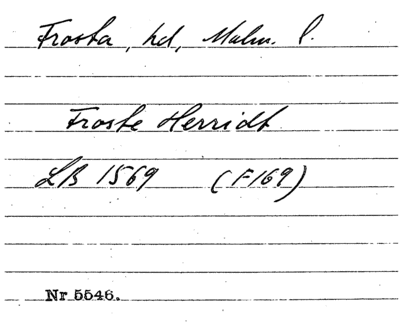 Frosta, hd, Malm. l.
Froste Herridt
LB 1569 (F169)
Nr 5546.